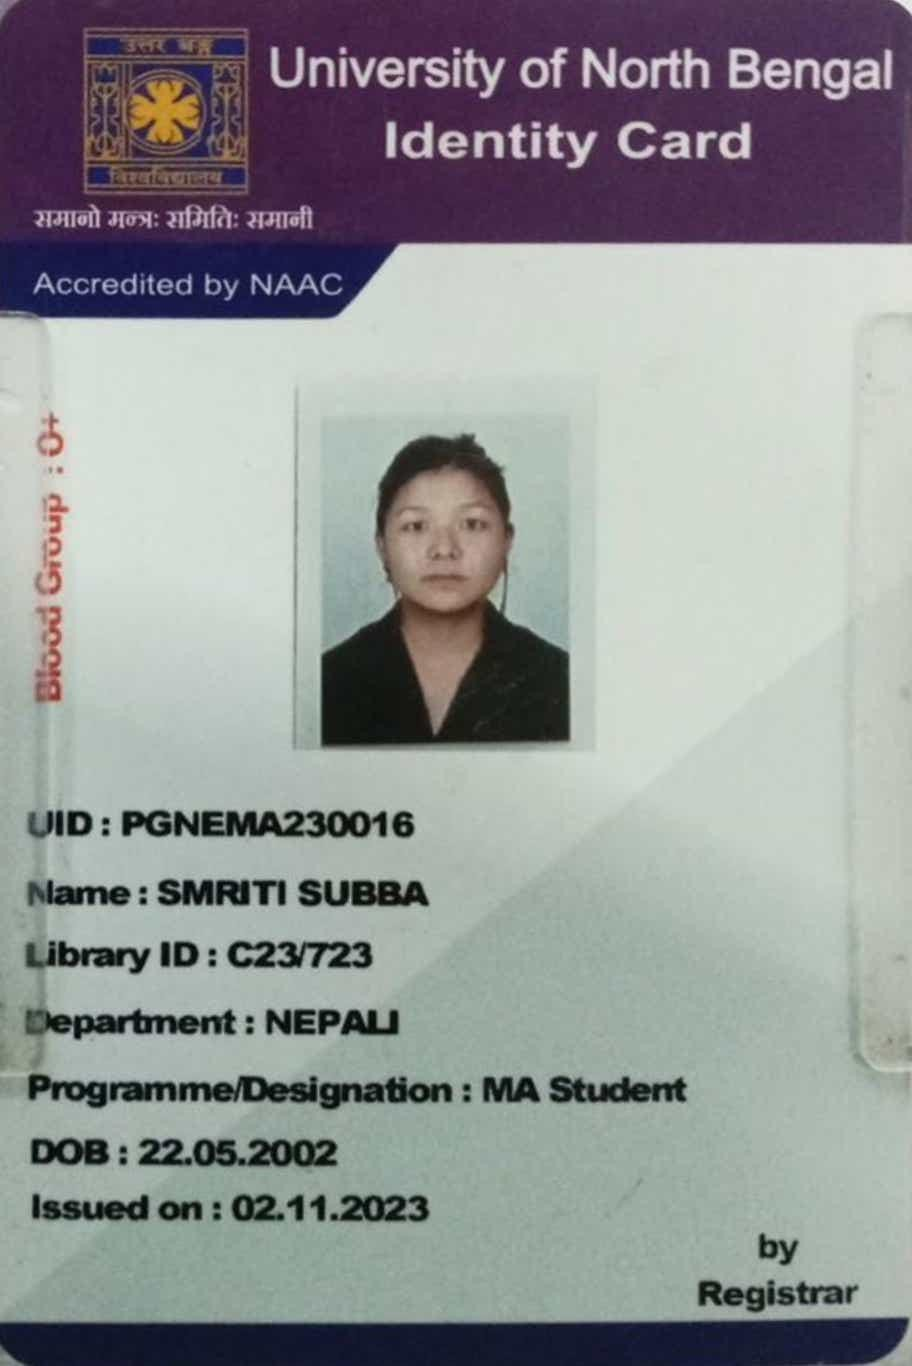 उत्तर बङ्ग
विश्वविद्यालय
University of North Bengal
Identity Card
समानो मन्त्रः समितिः समानी
Accredited by NAAC
Blood Group : O+
UID : PGNEMA230016
Name : SMRITI SUBBA
Library ID : C23/723
Department : NEPALI
Programme/Designation : MA Student
DOB : 22.05.2002
Issued on : 02.11.2023
by
Registrar